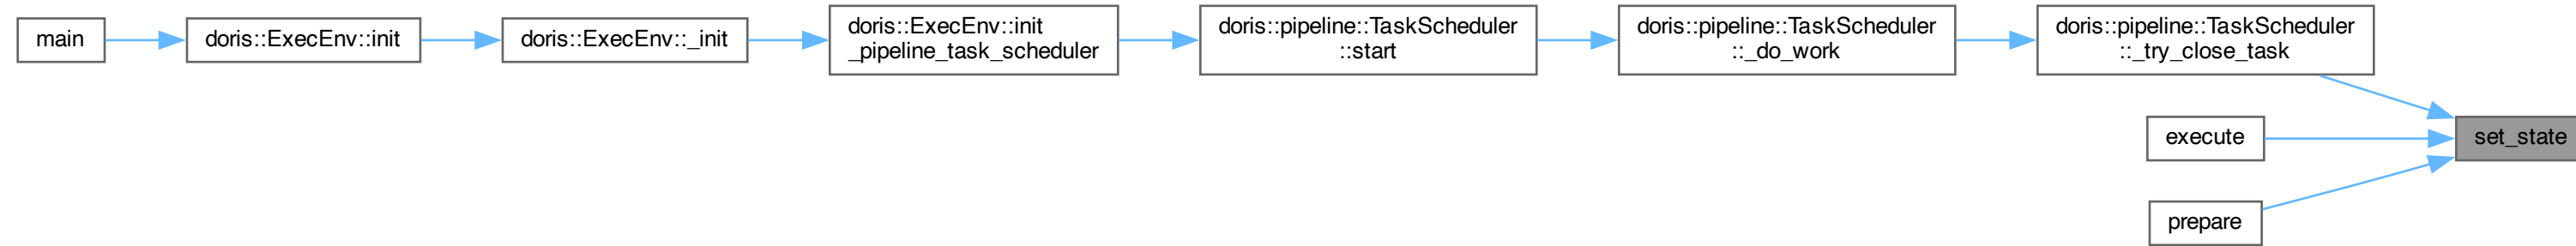 main
doris::ExecEnv::init
doris::ExecEnv::_init
doris::ExecEnv::init
_pipeline_task_scheduler
doris::pipeline::TaskScheduler
::start
doris::pipeline::TaskScheduler
::_do_work
doris::pipeline::TaskScheduler
::_try_close_task
execute
set_state
prepare